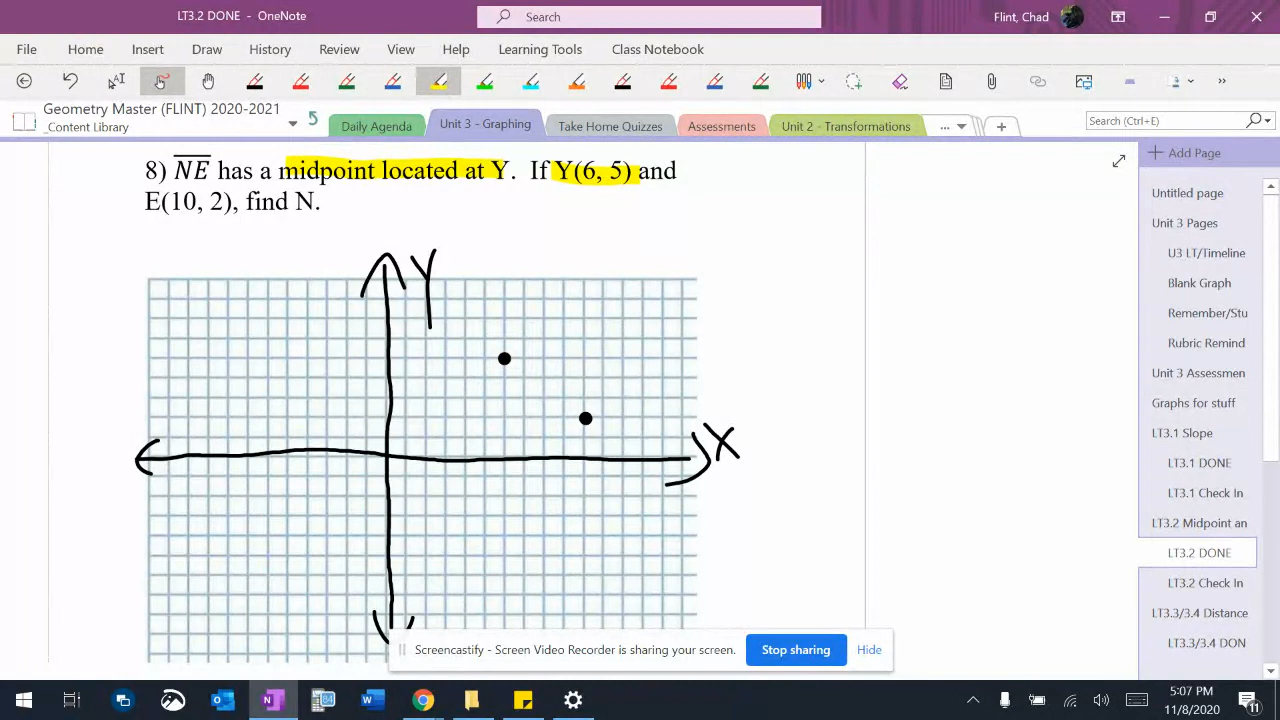 LT3.2 DONE - OneNote
Search
Flint, Chad
File Home Insert Draw History Review View Help Learning Tools Class Notebook
Geometry Master (FLINT) 2020-2021
_Content Library
Daily Agenda Unit 3 - Graphing Take Home Quizzes Assessments Unit 2 - Transformations ... +
Search (Ctrl+E)
8) NE has a midpoint located at Y. If Y(6, 5) and
E(10, 2), find N.
Y
X
Add Page
Untitled page
Unit 3 Pages
U3 LT/Timeline
Blank Graph
Remember/Stu
Rubric Remind
Unit 3 Assessmen
Graphs for stuff
LT3.1 Slope
LT3.1 DONE
LT3.1 Check In
LT3.2 Midpoint an
LT3.2 DONE
LT3.2 Check In
LT3.3/3.4 Distance
LT3.3/3.4 DON
Screencastify - Screen Video Recorder is sharing your screen. Stop sharing Hide
5:07 PM
11/8/2020
11